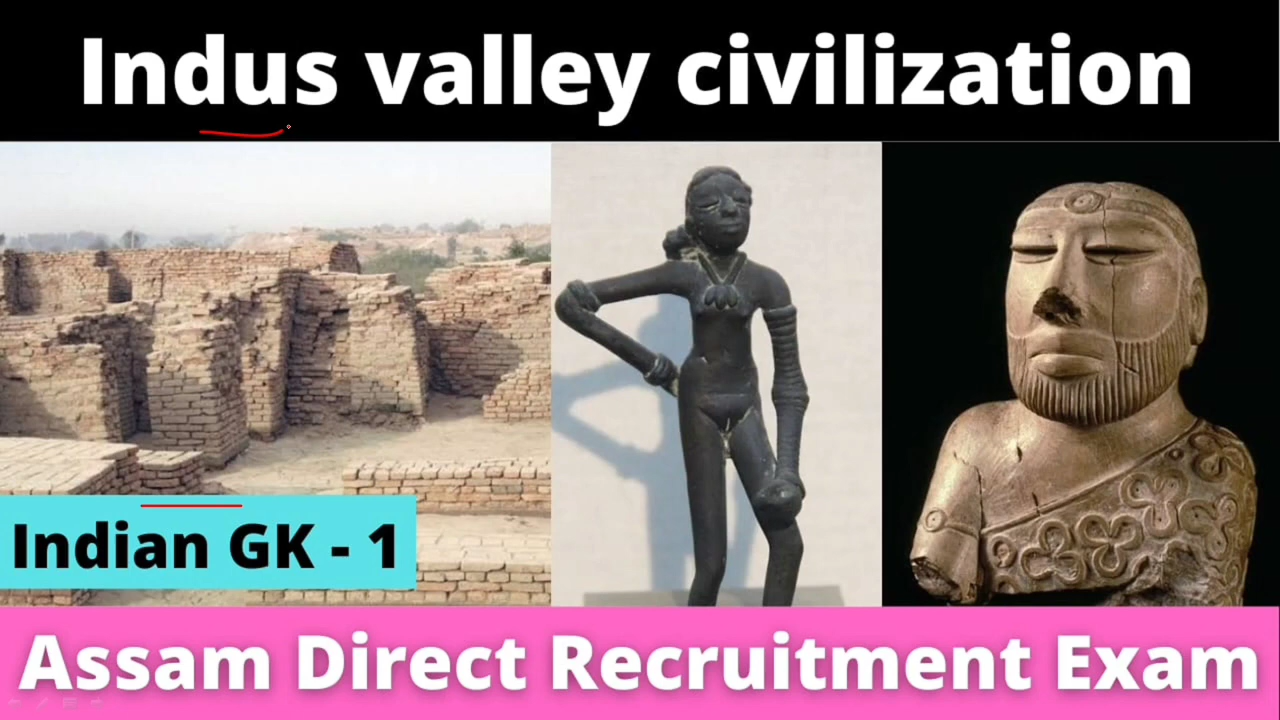 Indus valley civilization
Indian GK - 1
Assam Direct Recruitment Exam